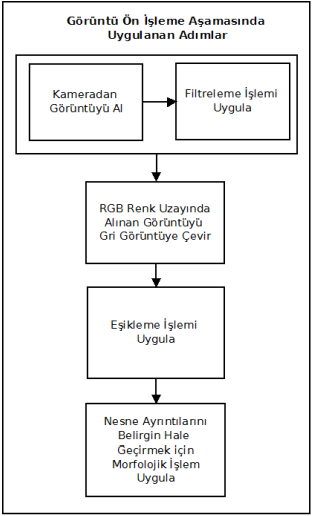 Görüntü Ön İşleme Aşamasında
Uygulanan Adımlar
Kameradan
Görüntüyü Al
Filtreleme İşlemi
Uygula
RGB Renk Uzayında
Alınan Görüntüyü
Gri Görüntüye Çevir
Eşikleme İşlemi
Uygula
Nesne Ayrıntılarını
Belirgin Hale
Geçirmek için
Morfolojik İşlem
Uygula